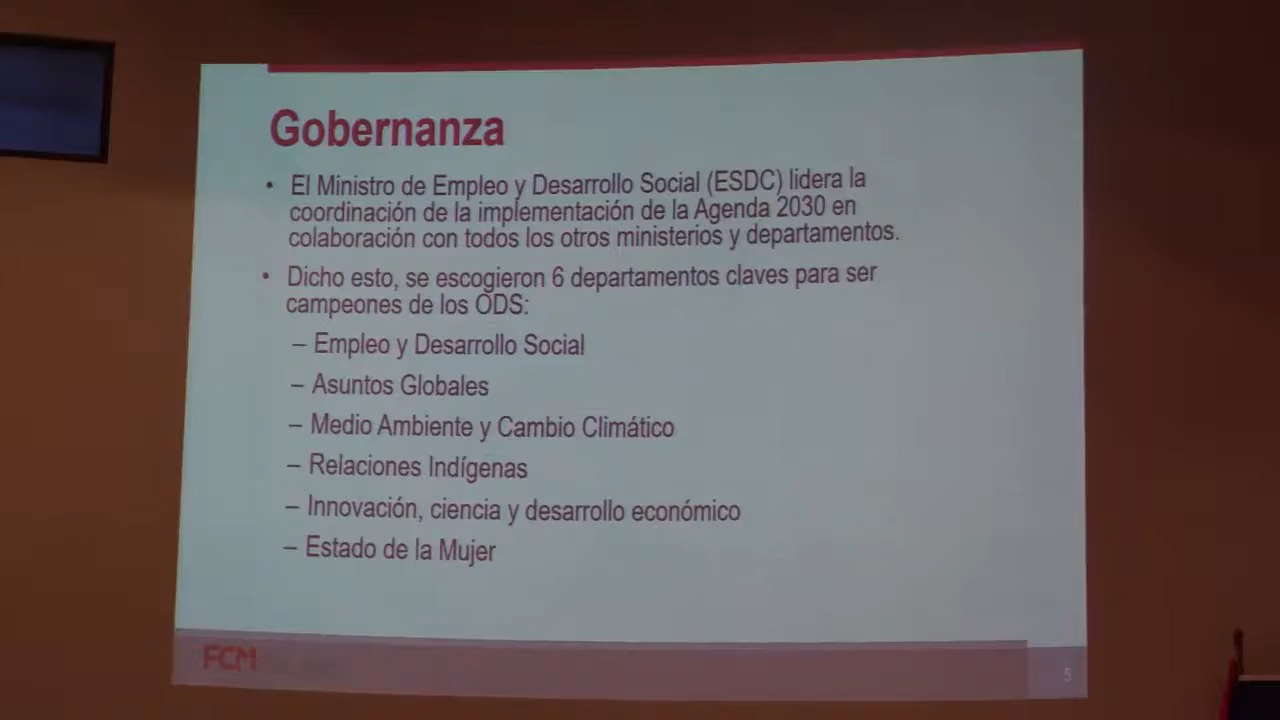 Gobernanza
• El Ministro de Empleo y Desarrollo Social (ESDC) lidera la
coordinación de la implementación de la Agenda 2030 en
colaboración con todos los otros ministerios y departamentos.
• Dicho esto, se escogieron 6 departamentos claves para ser
campeones de los ODS:
– Empleo y Desarrollo Social
– Asuntos Globales
– Medio Ambiente y Cambio Climático
– Relaciones Indígenas
– Innovación, ciencia y desarrollo económico
– Estado de la Mujer
FCM
5